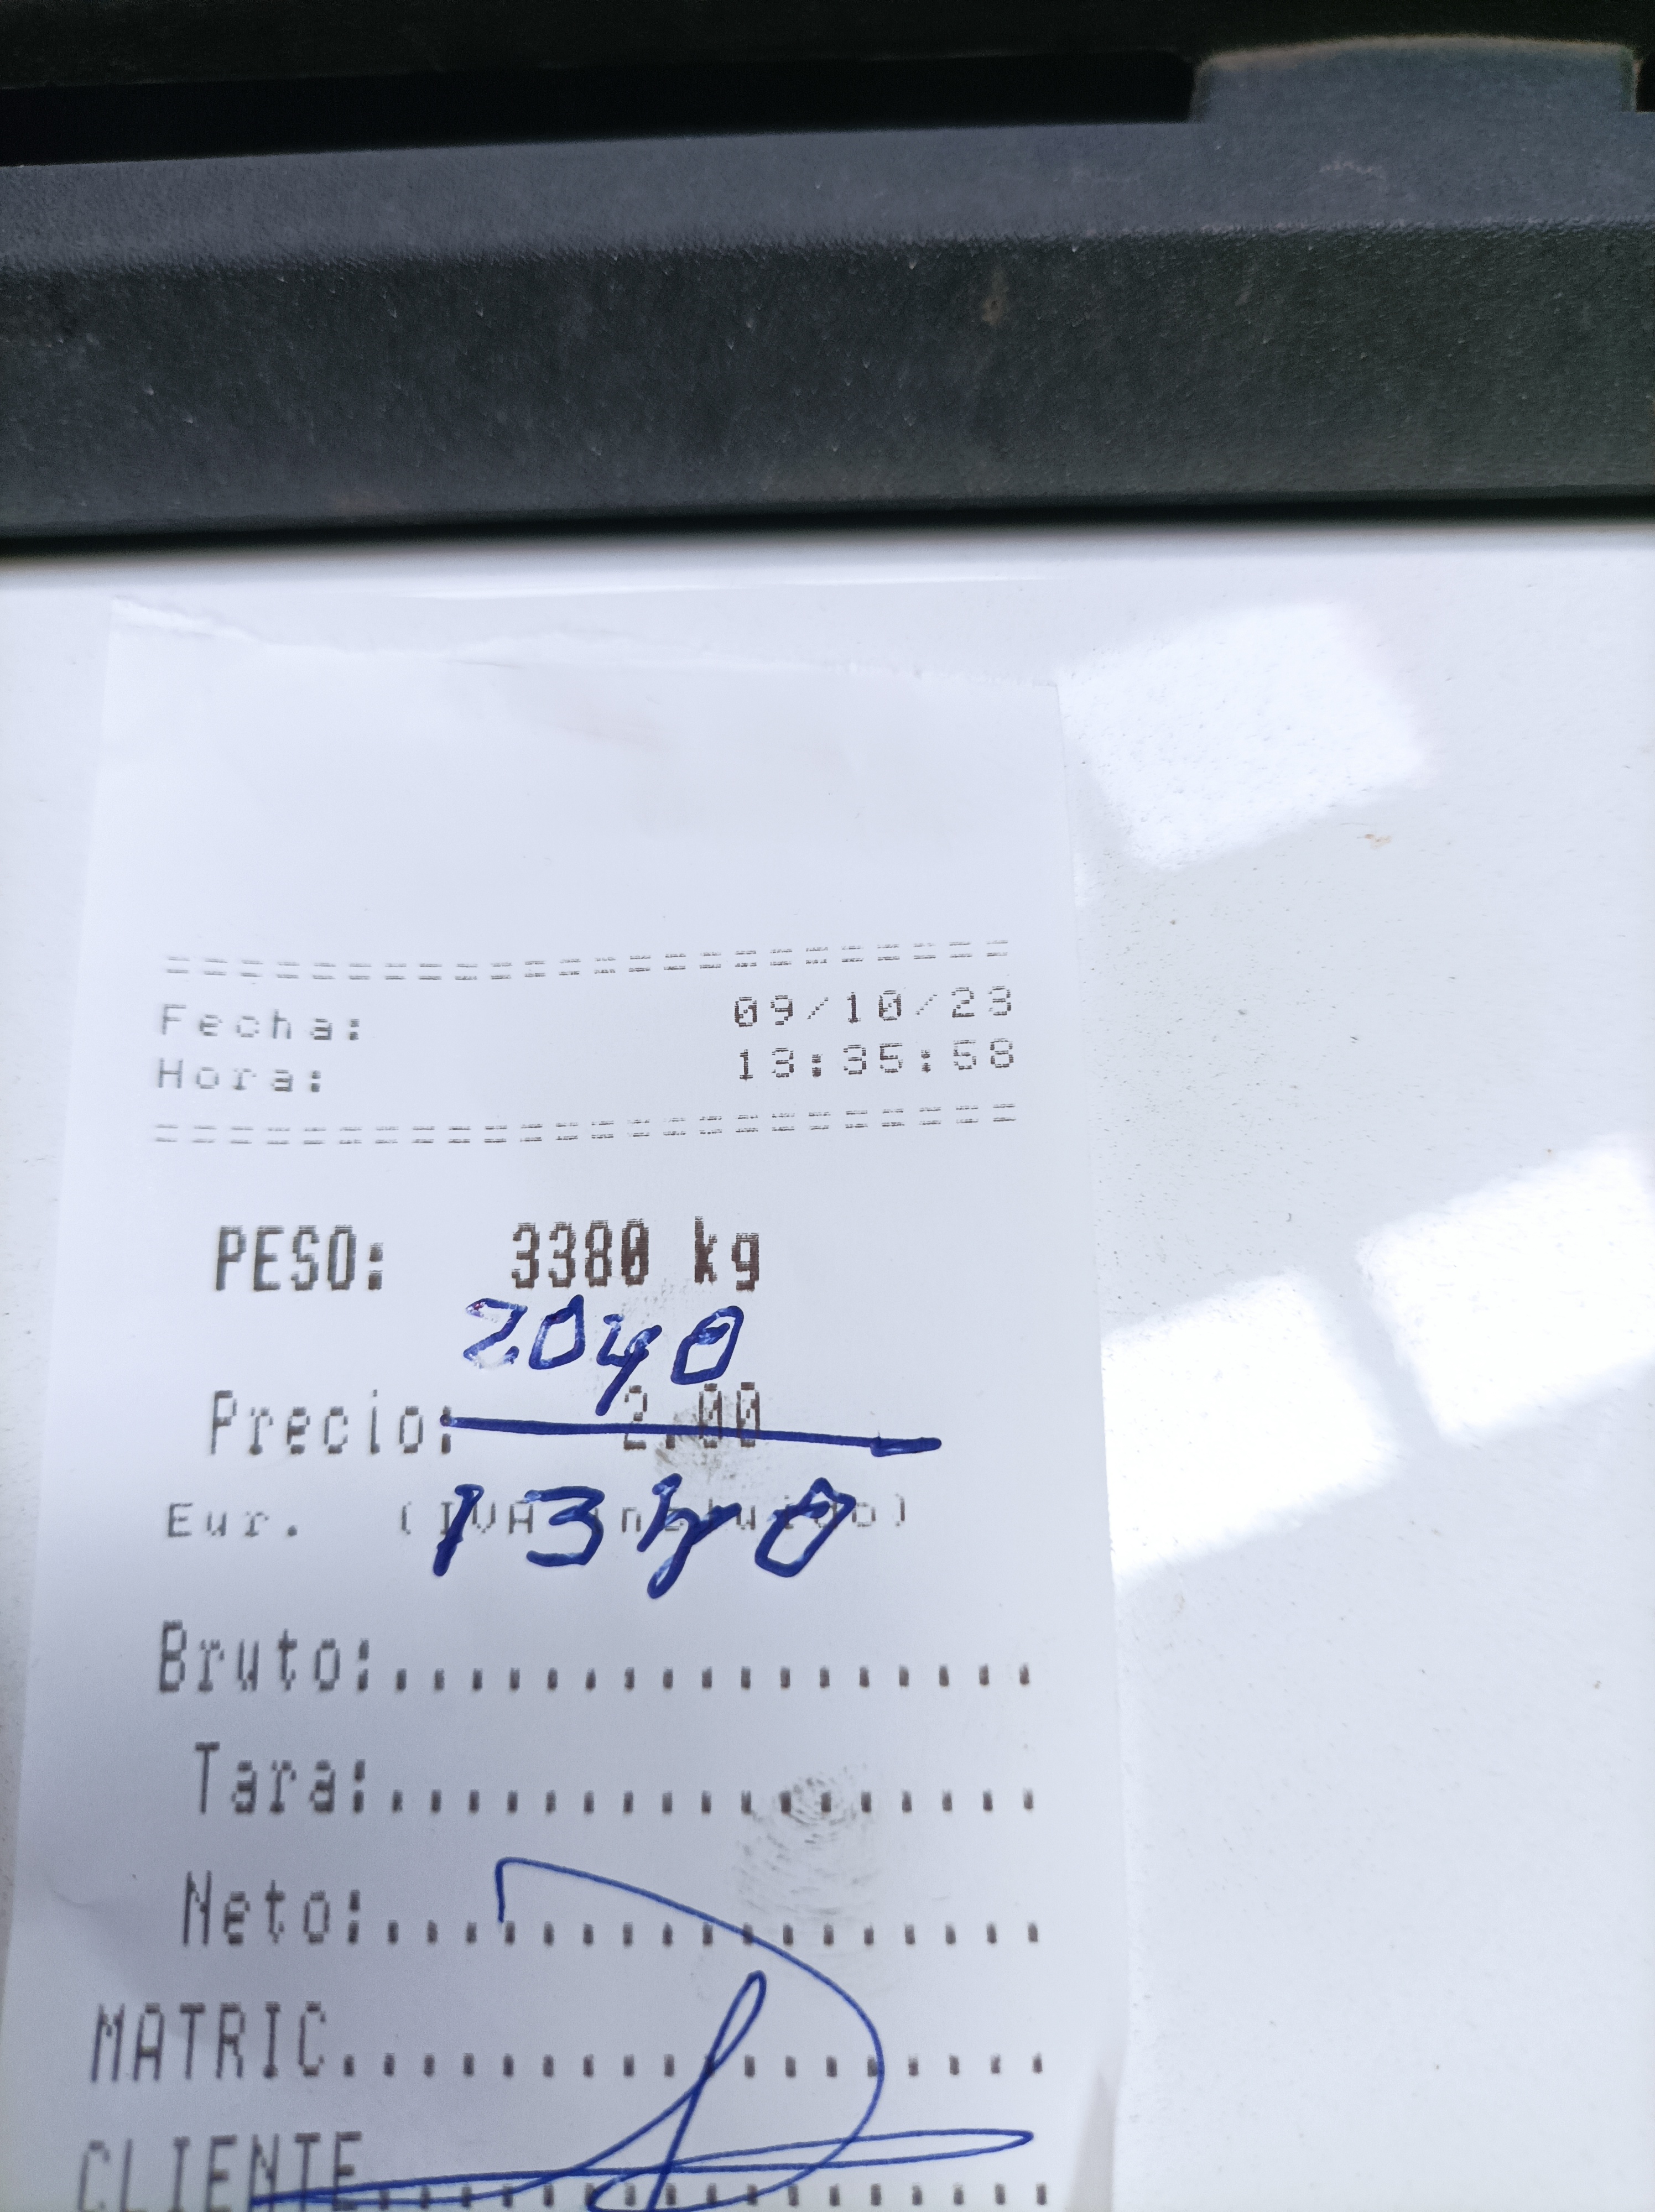 Fecha: 09/10/23
Hora: 13:35:58
PESO: 3380 kg
2040
Precio: 2.00
Eur. (IVA incluido)
1340
Bruto:..................
Tara:..................
Neto:..................
MATRIC..................
CLIENTE..................